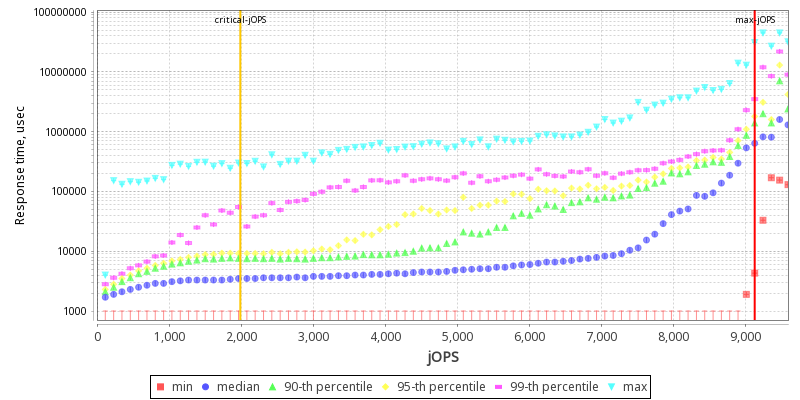 critical-jOPS
max-jOPS
100000000
10000000
1000000
100000
10000
1000
Response time, usec
0
1,000
2,000
3,000
4,000
5,000
6,000
7,000
8,000
9,000
jOPS
min
median
90-th percentile
95-th percentile
99-th percentile
max